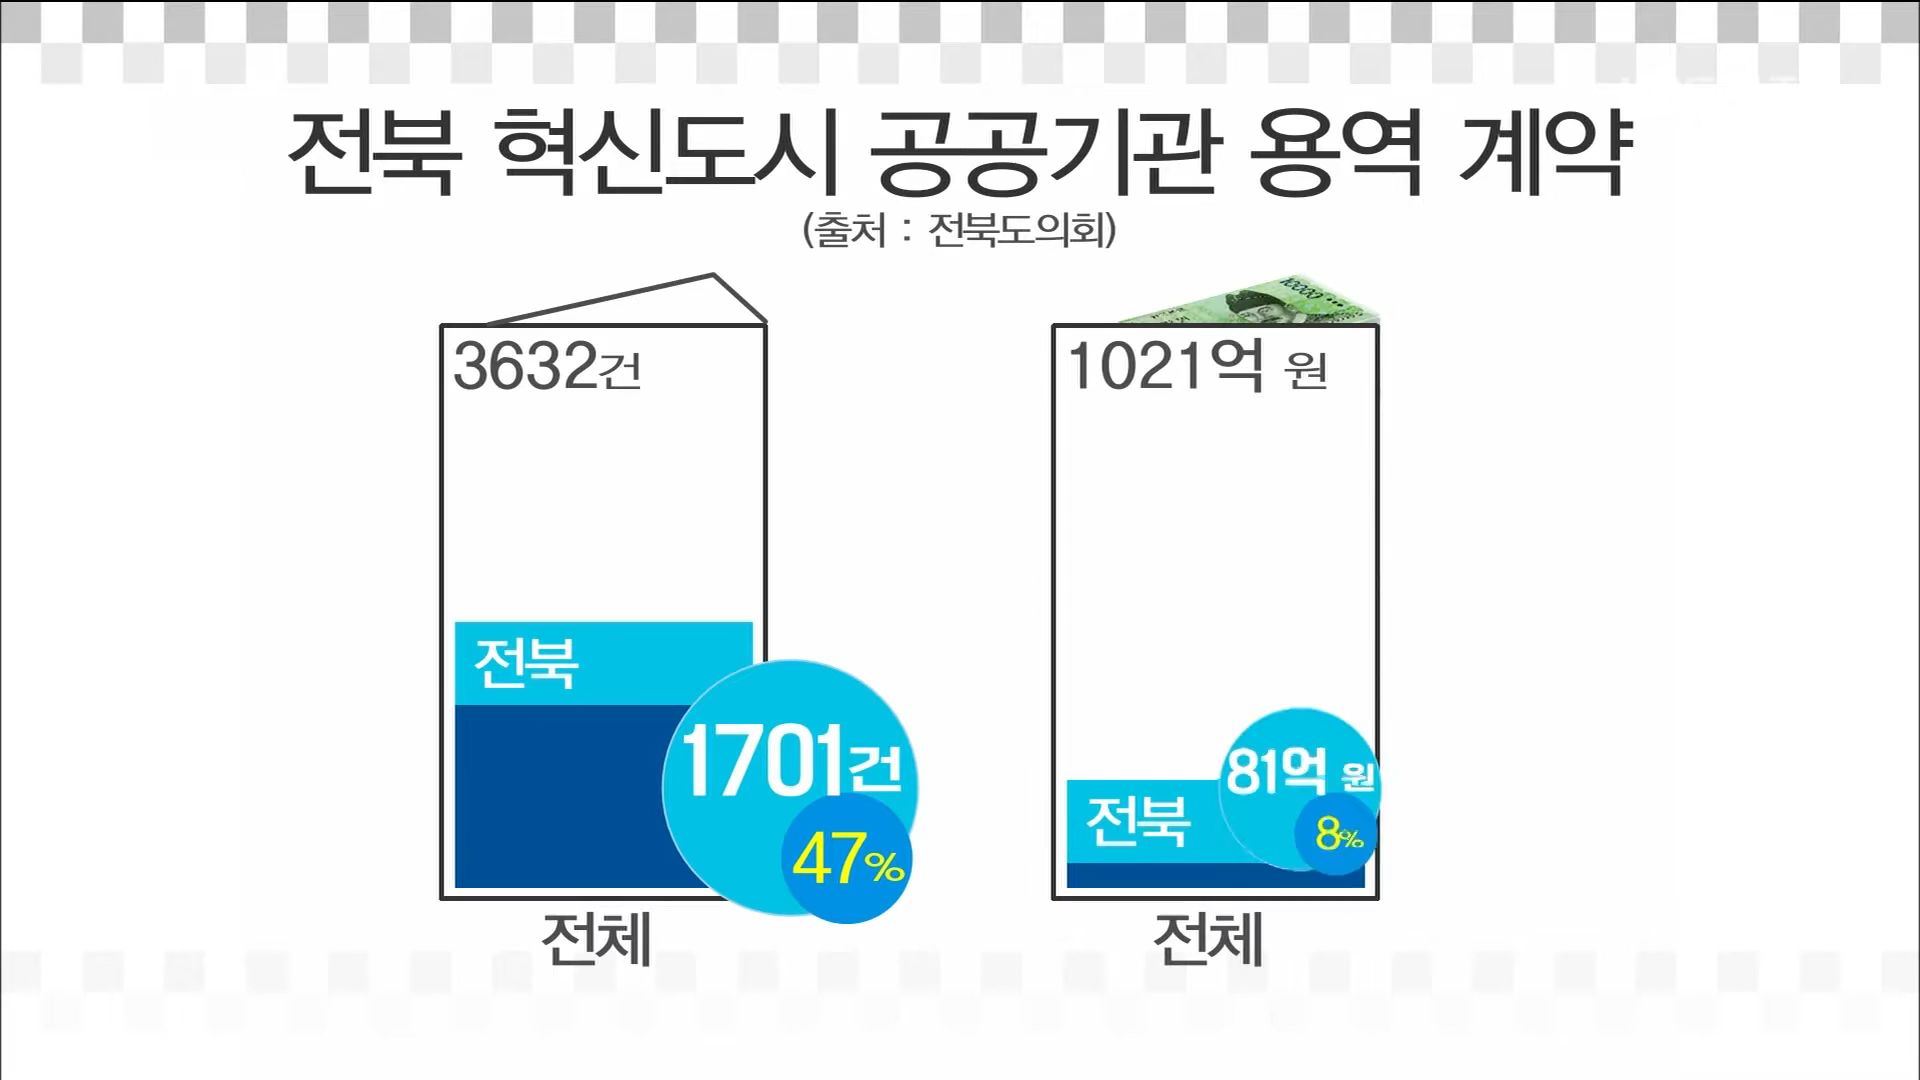 전북 혁신도시 공공기관 용역 계약
(출처 : 전북도의회)
3632건
전북
1701건
47%
전체
10000
1021억 원
81억 원
전북
8%
전체